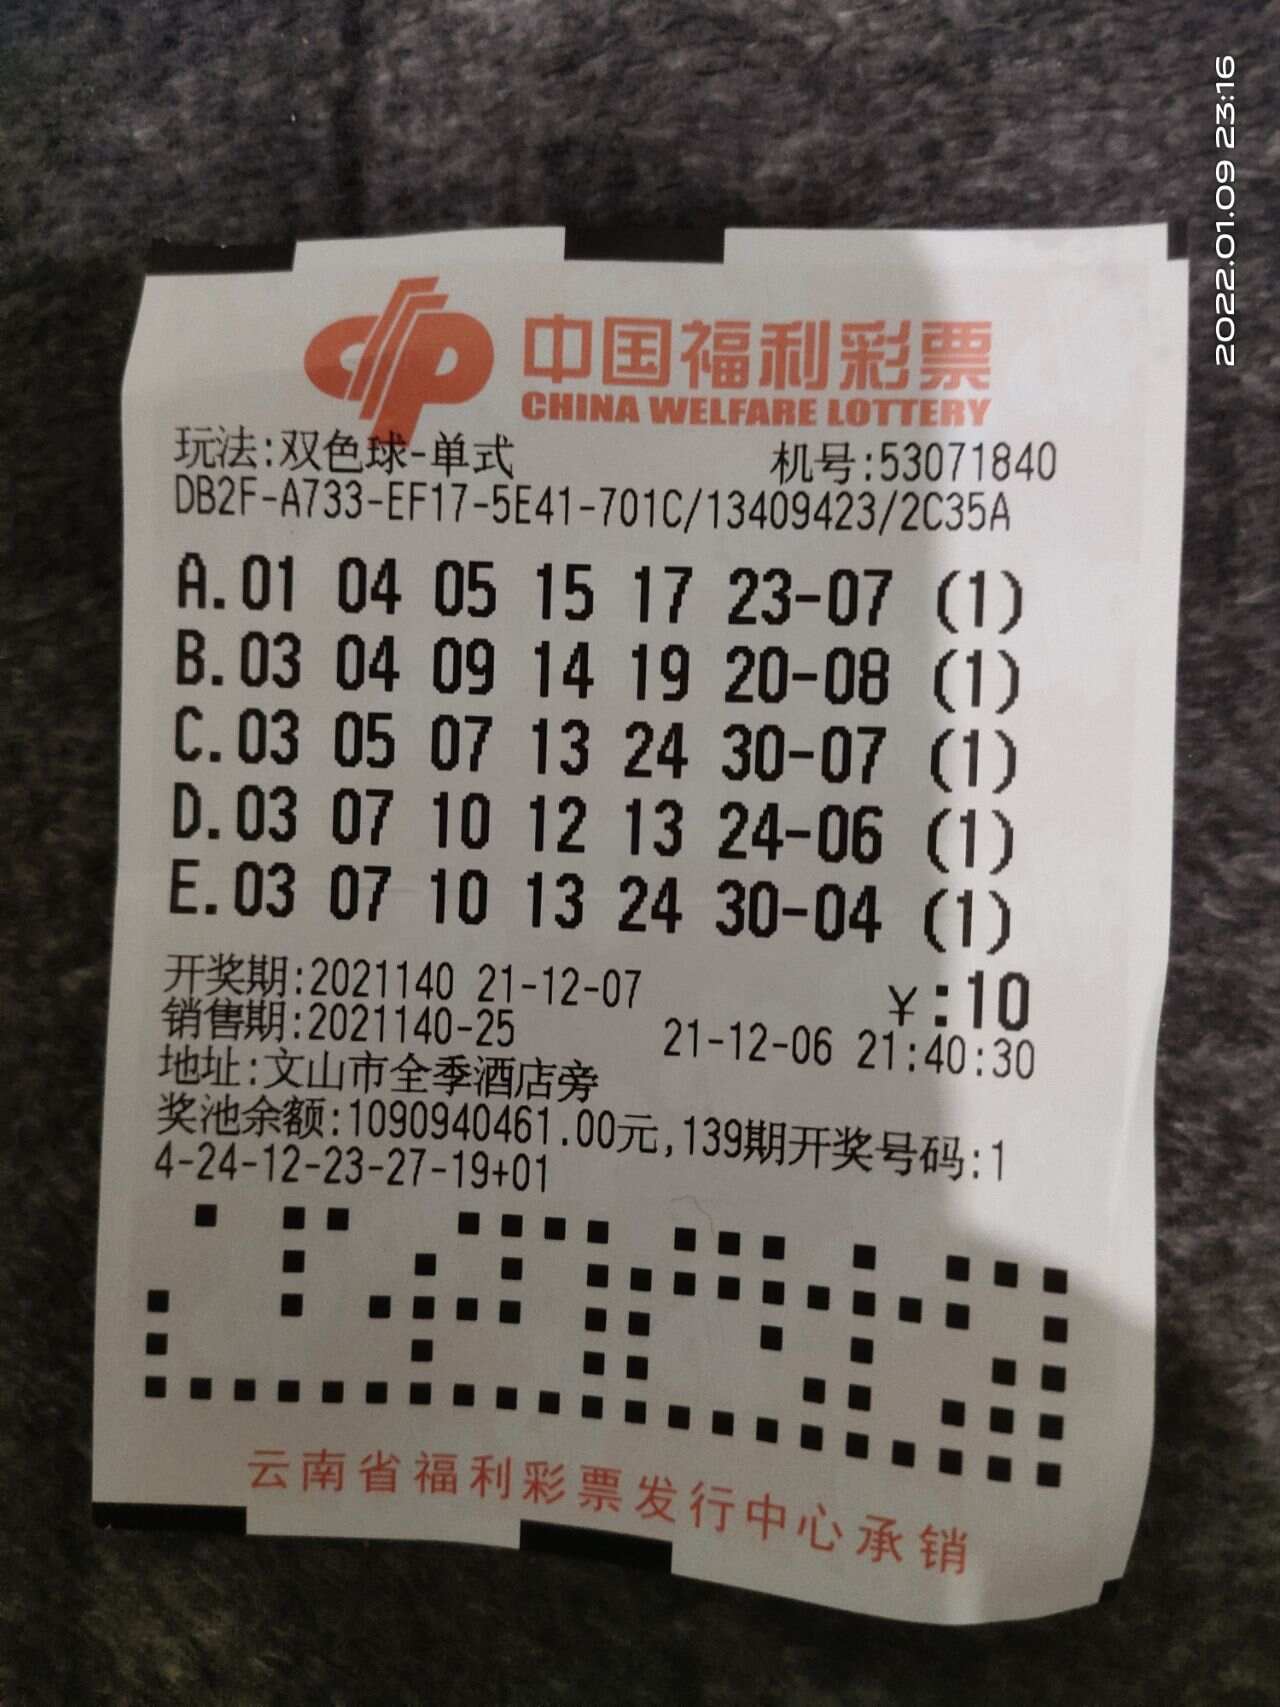 中国福利彩票
CHINA WELFARE LOTTERY
玩法:双色球-单式 机号:53071840
DB2F-A733-EF17-5E41-701C/13409423/2C35A
A.01 04 05 15 17 23-07 (1)
B.03 04 09 14 19 20-08 (1)
C.03 05 07 13 24 30-07 (1)
D.03 07 10 12 13 24-06 (1)
E.03 07 10 13 24 30-04 (1)
开奖期:2021140 21-12-07 ¥:10
销售期:2021140-25 21-12-06 21:40:30
地址:文山市全季酒店旁
奖池余额:1090940461.00元,139期开奖号码:1
4-24-12-23-27-19+01
云南省福利彩票发行中心承销
2022.01.09 23:16